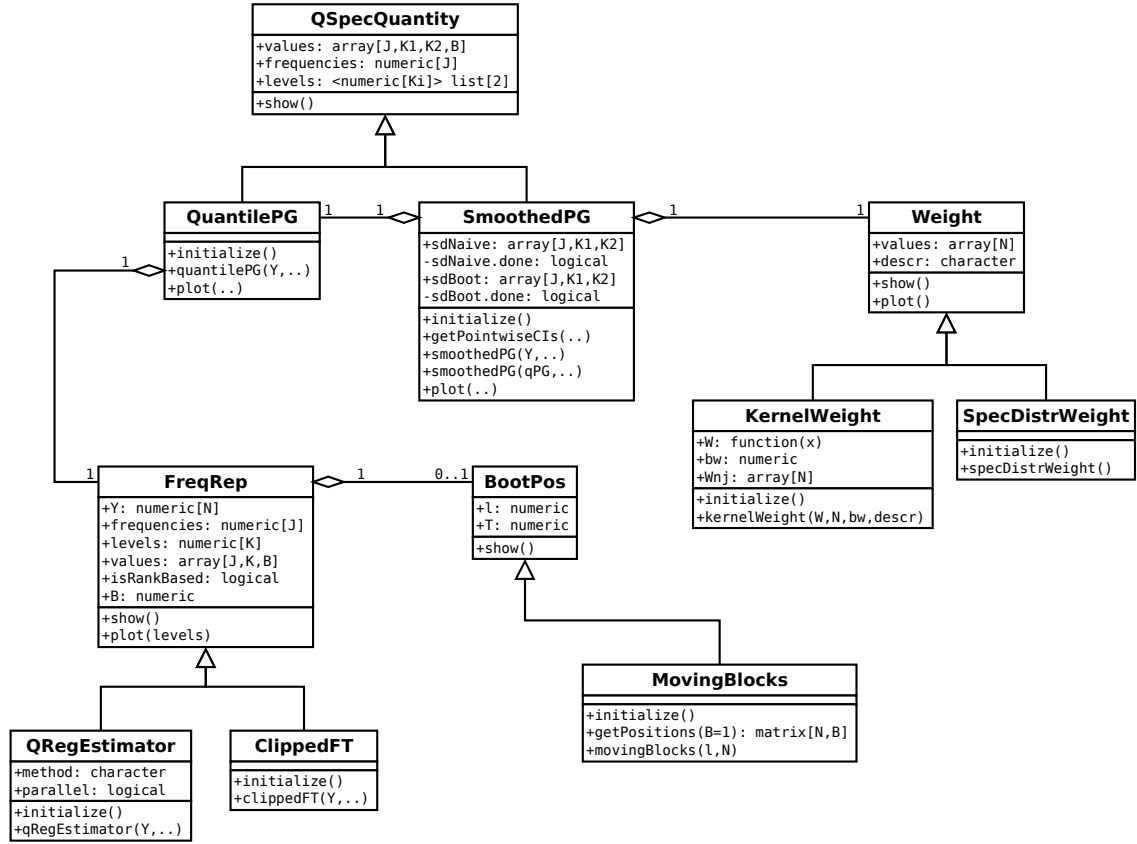 QSpecQuantity
+values: array[J,K1,K2,B]
+frequencies: numeric[J]
+levels: <numeric[Ki]> list[2]
+show()
QuantilePG
+initialize()
+quantilePG(Y,..)
+plot(..)
1
1
SmoothedPG
+sdNaive: array[J,K1,K2]
-sdNaive.done: logical
+sdBoot: array[J,K1,K2]
-sdBoot.done: logical
+initialize()
+getPointwiseCIs(..)
+smoothedPG(Y,..)
+smoothedPG(qPG,..)
+plot(..)
1
1
Weight
+values: array[N]
+descr: character
+show()
+plot()
1
1
KernelWeight
+W: function(x)
+bw: numeric
+Wnj: array[N]
+initialize()
+kernelWeight(W,N,bw,descr)
SpecDistrWeight
+initialize()
+specDistrWeight()
FreqRep
+Y: numeric[N]
+frequencies: numeric[J]
+levels: numeric[K]
+values: array[J,K,B]
+isRankBased: logical
+B: numeric
+show()
+plot(levels)
1
0..1
BootPos
+l: numeric
+T: numeric
+show()
MovingBlocks
+initialize()
+getPositions(B=1): matrix[N,B]
+movingBlocks(l,N)
QRegEstimator
+method: character
+parallel: logical
+initialize()
+qRegEstimator(Y,..)
ClippedFT
+initialize()
+clippedFT(Y,..)